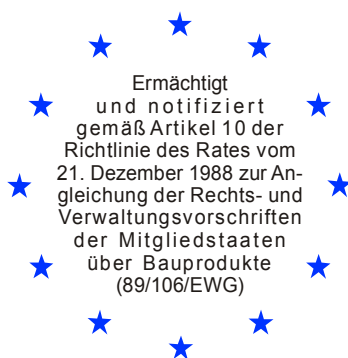 Ermächtigt
und notifiziert
gemäß Artikel 10 der
Richtlinie des Rates vom
21. Dezember 1988 zur An-
gleichung der Rechts- und
Verwaltungsvorschriften
der Mitgliedstaaten
über Bauprodukte
(89/106/EWG)